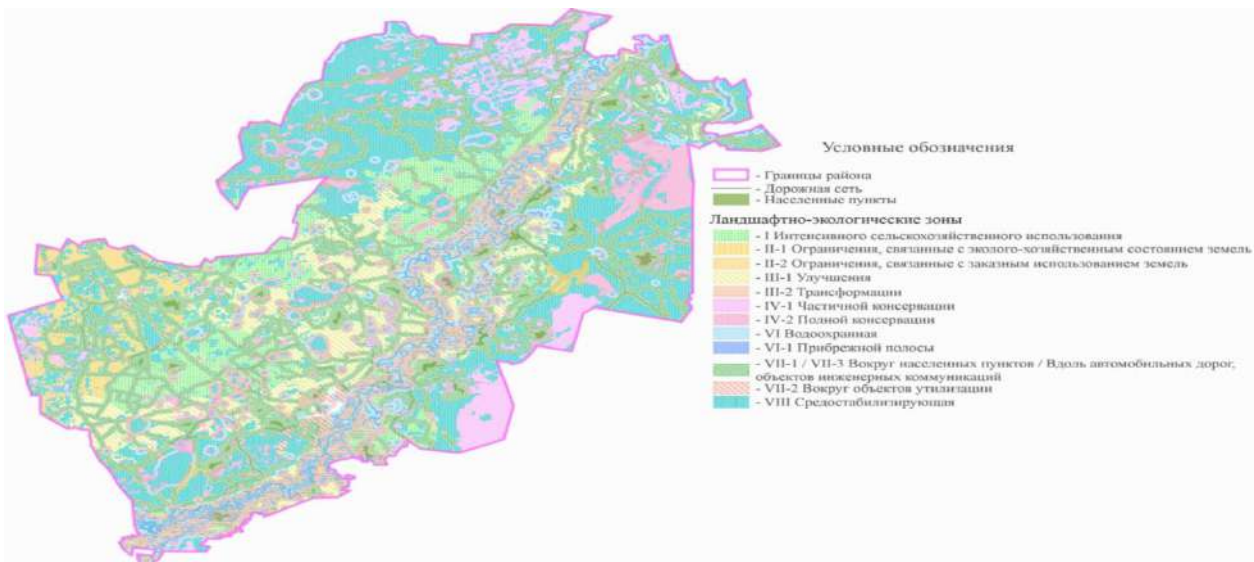 Условные обозначения
- Границы района
- Дорожная сеть
- Населенные пункты
Ландшафтно-экологические зоны
- I Интенсивного сельскохозяйственного использования
- II-1 Ограничения, связанные с эколого-хозяйственным состоянием земель
- II-2 Ограничения, связанные с заказным использованием земель
- III-1 Улучшения
- III-2 Трансформации
- IV-1 Частичной консервации
- IV-2 Полной консервации
- VI Водоохранная
- VI-1 Прибрежной полосы
- VII-1 / VII-3 Вокруг населенных пунктов / Вдоль автомобильных дорог,
объектов инженерных коммуникаций
- VII-2 Вокруг объектов утилизации
- VIII Средостабилизирующая